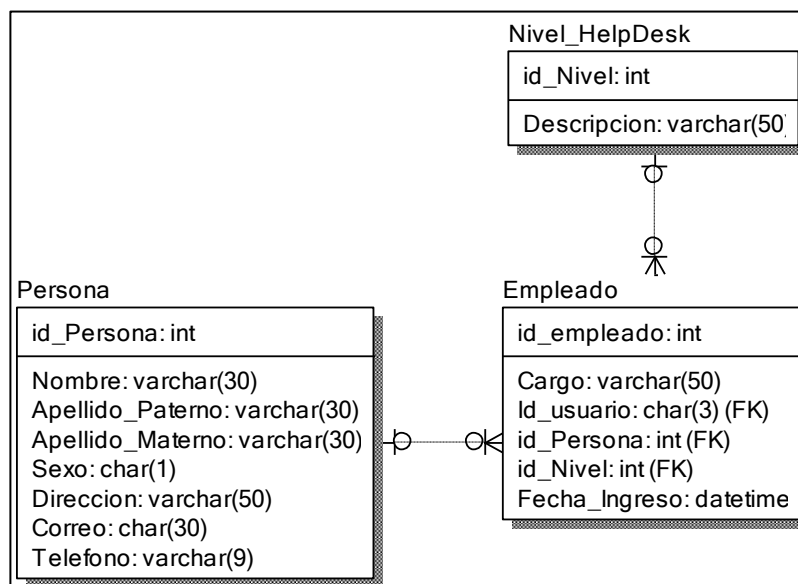 Nivel_HelpDesk
id_Nivel: int
Descripcion: varchar(50)
Persona
id_Persona: int
Nombre: varchar(30)
Apellido_Paterno: varchar(30)
Apellido_Materno: varchar(30)
Sexo: char(1)
Direccion: varchar(50)
Correo: char(30)
Telefono: varchar(9)
Empleado
id_empleado: int
Cargo: varchar(50)
Id_usuario: char(3) (FK)
id_Persona: int (FK)
id_Nivel: int (FK)
Fecha_Ingreso: datetime